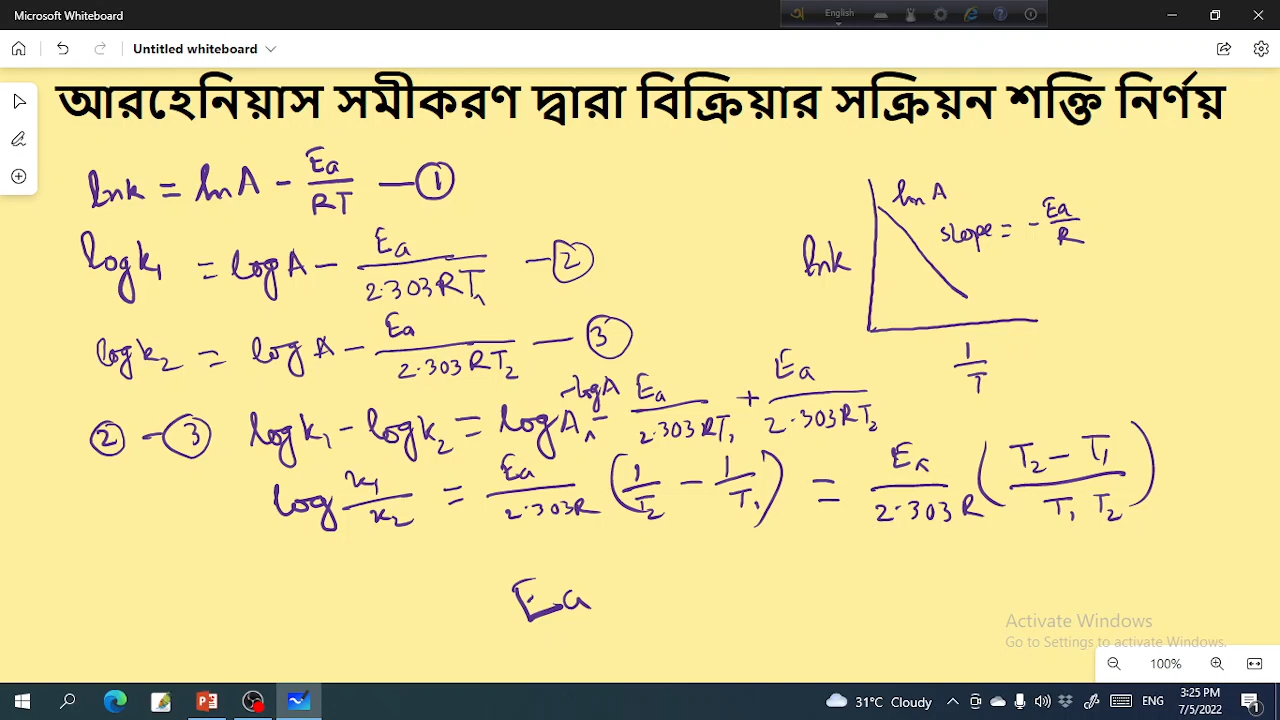 Microsoft Whiteboard
English
Untitled whiteboard
আরহেনিয়াস সমীকরণ দ্বারা বিক্রিয়ার সক্রিয়ন শক্তি নির্ণয়
lnk = lnA - Ea/RT — ①
logk₁ = logA - Ea/2.303RT₁ — ②
logk₂ = logA - Ea/2.303RT₂ — ③
② - ③ logk₁ - logk₂ = logA - logA - Ea/2.303RT₁ + Ea/2.303RT₂
log k₁/k₂ = Ea/2.303R (1/T₂ - 1/T₁) = Ea/2.303R (T₂ - T₁/T₁ T₂)
Ea
lnA
slope = - Ea/R
lnk
1/T
Activate Windows
Go to Settings to activate Windows.
100%
31°C Cloudy
ENG
3:25 PM
7/5/2022